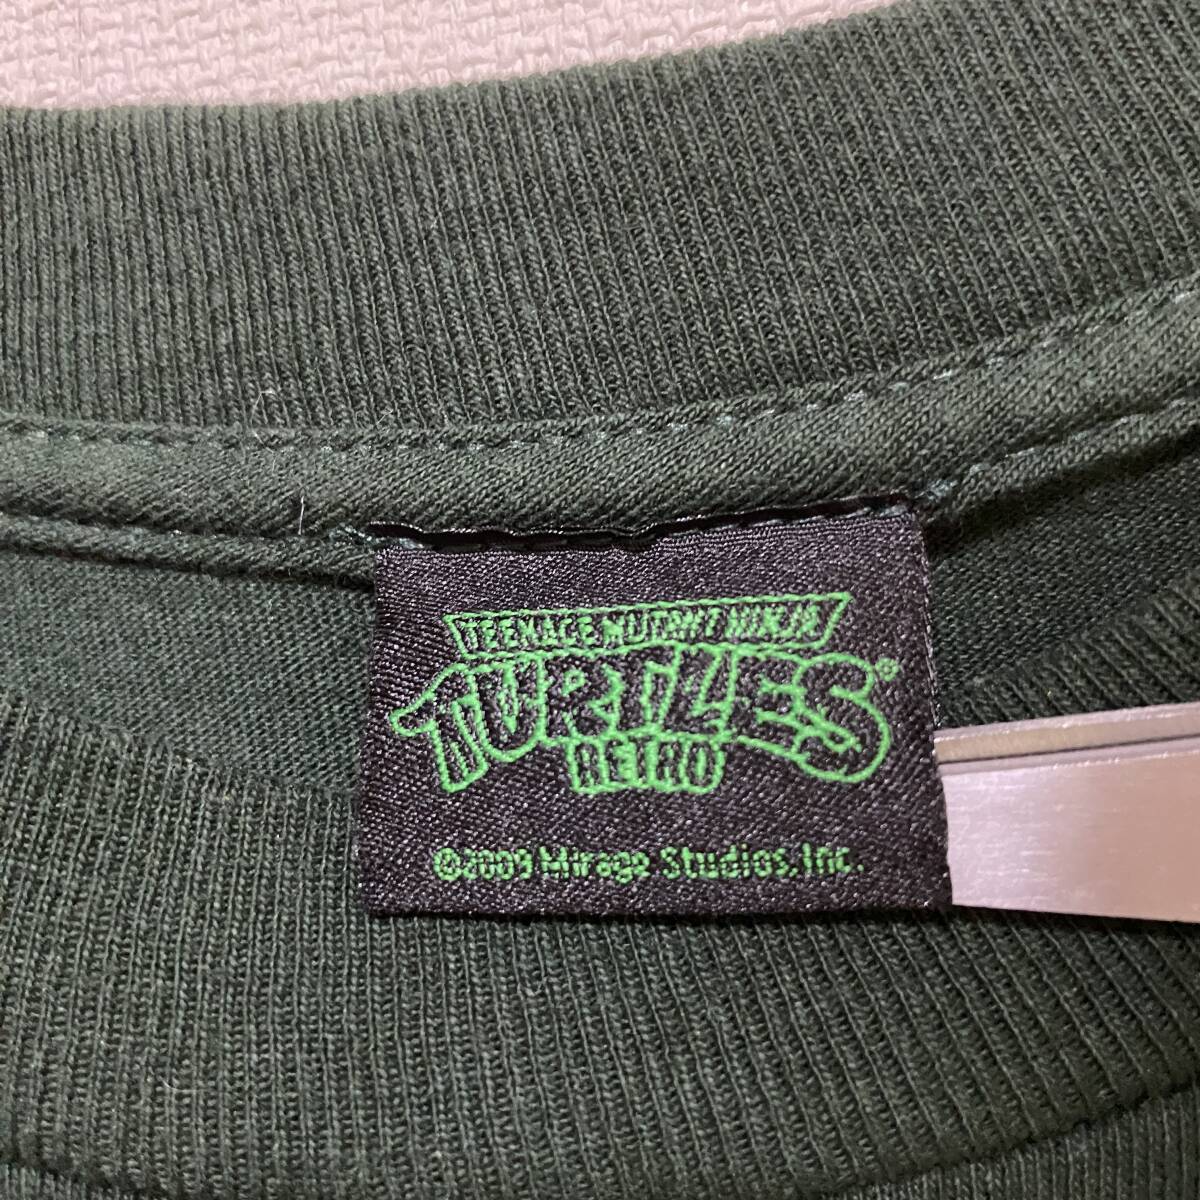 TEENAGE MUTANT NINJA
TURTLES®
RETRO
©2009 Mirage Studios, Inc.